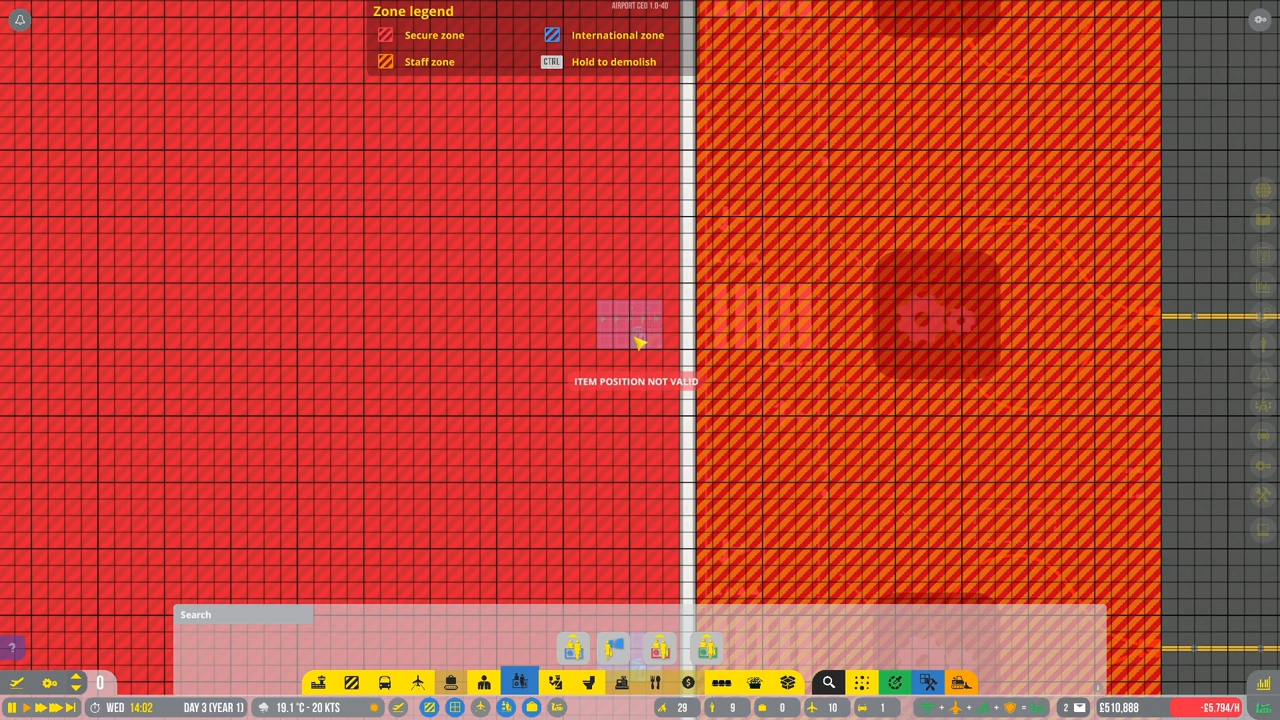 AIRPORT CEO 1.0-40
Zone legend
Secure zone
International zone
Staff zone
CTRL Hold to demolish
ITEM POSITION NOT VALID
Search
?
0
WED 14:02
DAY 3 (YEAR 1)
19.1°C - 20 KTS
29
9
0
10
1
2
£510,888
-£5.794/H